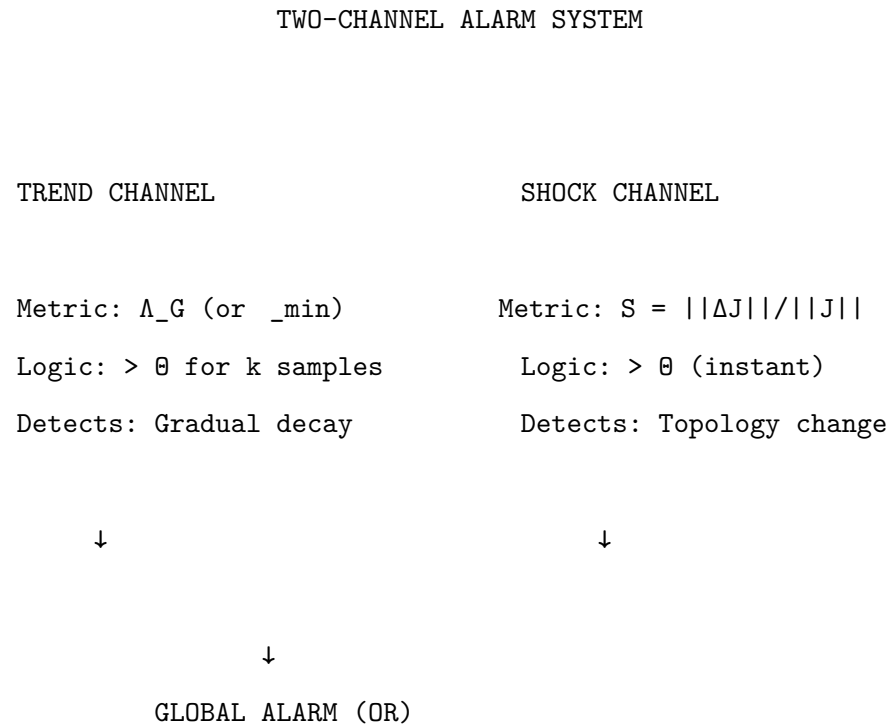 TWO-CHANNEL ALARM SYSTEM
TREND CHANNEL SHOCK CHANNEL
Metric: Λ_G (or _min) Metric: S = ||ΔJ||/||J||
Logic: > Θ for k samples Logic: > Θ (instant)
Detects: Gradual decay Detects: Topology change
↓ ↓
↓
GLOBAL ALARM (OR)